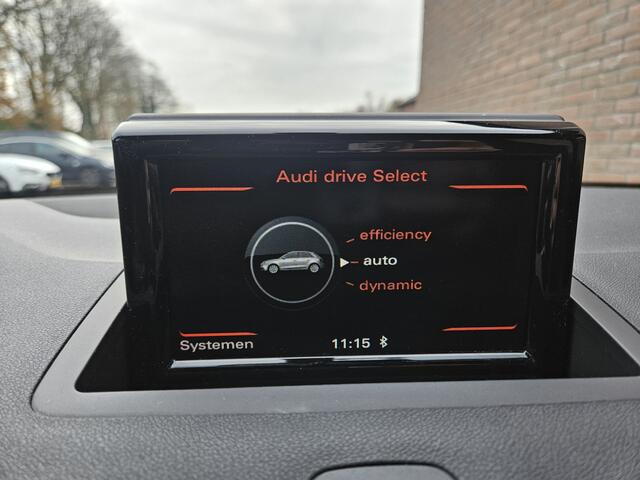 Audi drive Select
efficiency
auto
dynamic
Systemen 11:15